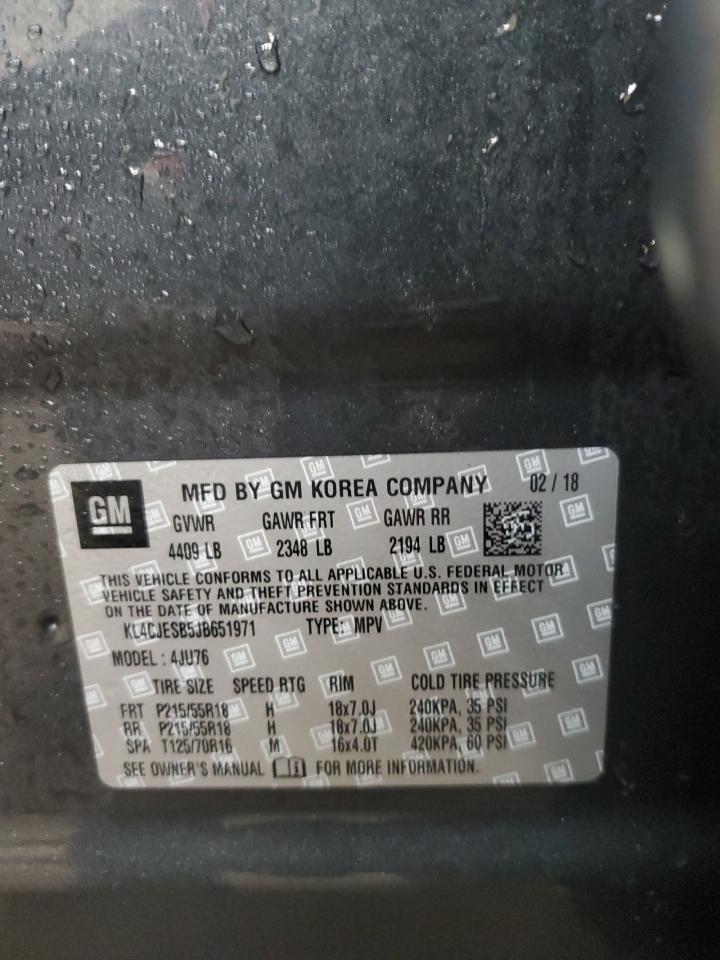 GM
MFD BY GM KOREA COMPANY 02 / 18
GVWR GAWR FRT GAWR RR
4409 LB 2348 LB 2194 LB
THIS VEHICLE CONFORMS TO ALL APPLICABLE U.S. FEDERAL MOTOR
VEHICLE SAFETY AND THEFT PREVENTION STANDARDS IN EFFECT
ON THE DATE OF MANUFACTURE SHOWN ABOVE.
KL4CJESB5JB651971 TYPE: MPV
MODEL : 4JU76
TIRE SIZE SPEED RTG RIM COLD TIRE PRESSURE
FRT P215/55R18 H 18x7.0J 240KPA, 35 PSI
RR P215/55R18 H 18x7.0J 240KPA, 35 PSI
SPA T125/70R16 M 16x4.0T 420KPA, 60 PSI
SEE OWNER'S MANUAL FOR MORE INFORMATION.